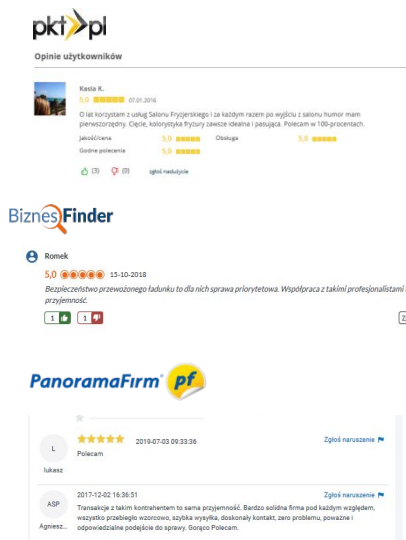 pkt.pl
Opinie użytkowników
Kasia K.
5,0 07.01.2016
O lat korzystam z usług Salonu Fryzjerskiego i za każdym razem po wyjściu z salonu humor mam
pierwszorzędny. Cięcie, kolorystyka fryzury zawsze idealna i pasująca. Polecam w 100-procentach.
Jakość/cena 5,0 Obsługa 5,0
Godne polecenia 5,0
(3) (0) zgłoś nadużycie
BiznesFinder
Romek
5,0 15-10-2018
Bezpieczeństwo przewożonego ładunku to dla nich sprawa priorytetowa. Współpraca z takimi profesjonalistami
przyjemność.
1 1
PanoramaFirm pf
L 2019-07-03 09:33:36 Zgłoś naruszenie
Polecam
lukasz
ASP 2017-12-02 16:36:51 Zgłoś naruszenie
Agniesz... Transakcje z takim kontrahentem to sama przyjemność. Bardzo solidna firma pod każdym względem,
wszystko przebiegło wzorcowo, szybka wysyłka, doskonały kontakt, zero problemu, poważne i
odpowiedzialne podejście do sprawy. Gorąco Polecam.